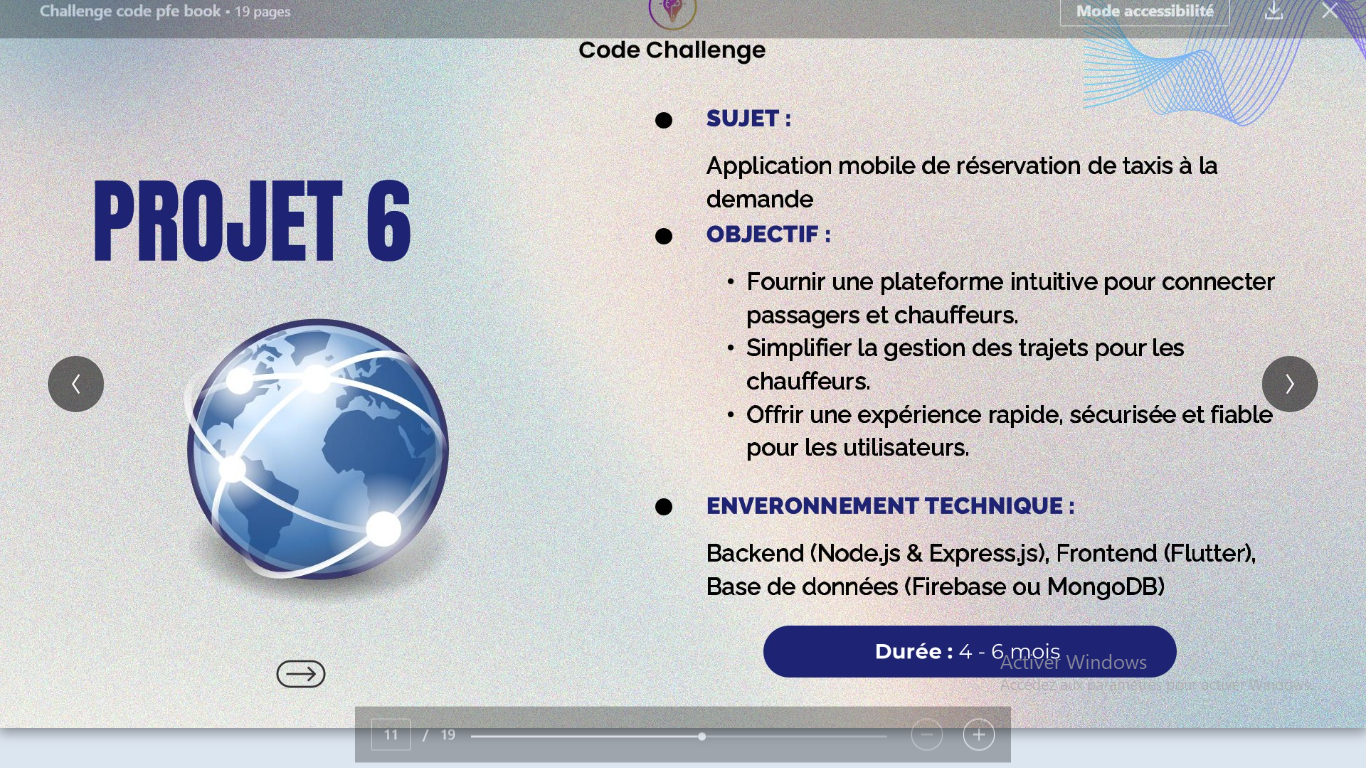 Challenge code pfe book • 19 pages
Mode accessibilité
Code Challenge
PROJET 6
SUJET :
Application mobile de réservation de taxis à la
demande
OBJECTIF :
• Fournir une plateforme intuitive pour connecter
passagers et chauffeurs.
• Simplifier la gestion des trajets pour les
chauffeurs.
• Offrir une expérience rapide, sécurisée et fiable
pour les utilisateurs.
ENVERONNEMENT TECHNIQUE :
Backend (Node.js & Express.js), Frontend (Flutter),
Base de données (Firebase ou MongoDB)
Durée : 4 - 6 mois
Activer Windows
Accédez aux paramètres pour activer Windows.
11 / 19